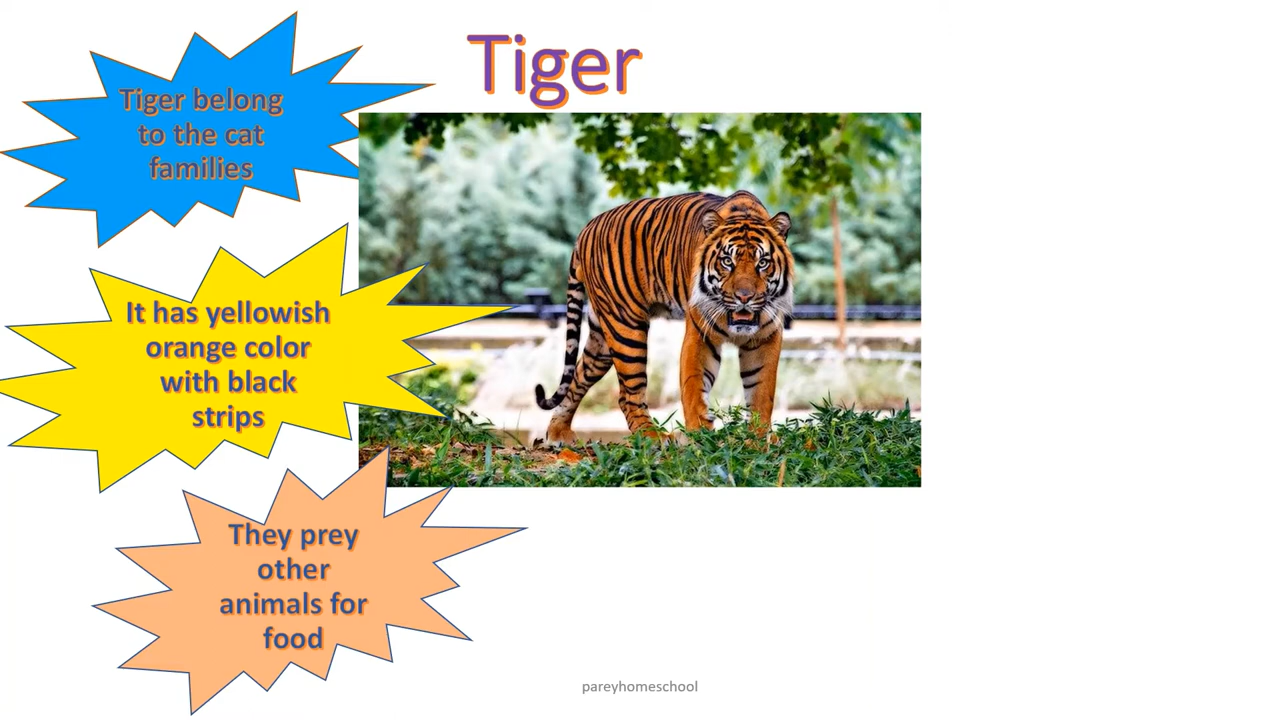 Tiger
Tiger belong
to the cat
families
It has yellowish
orange color
with black
strips
They prey
other
animals for
food
pareyhomeschool